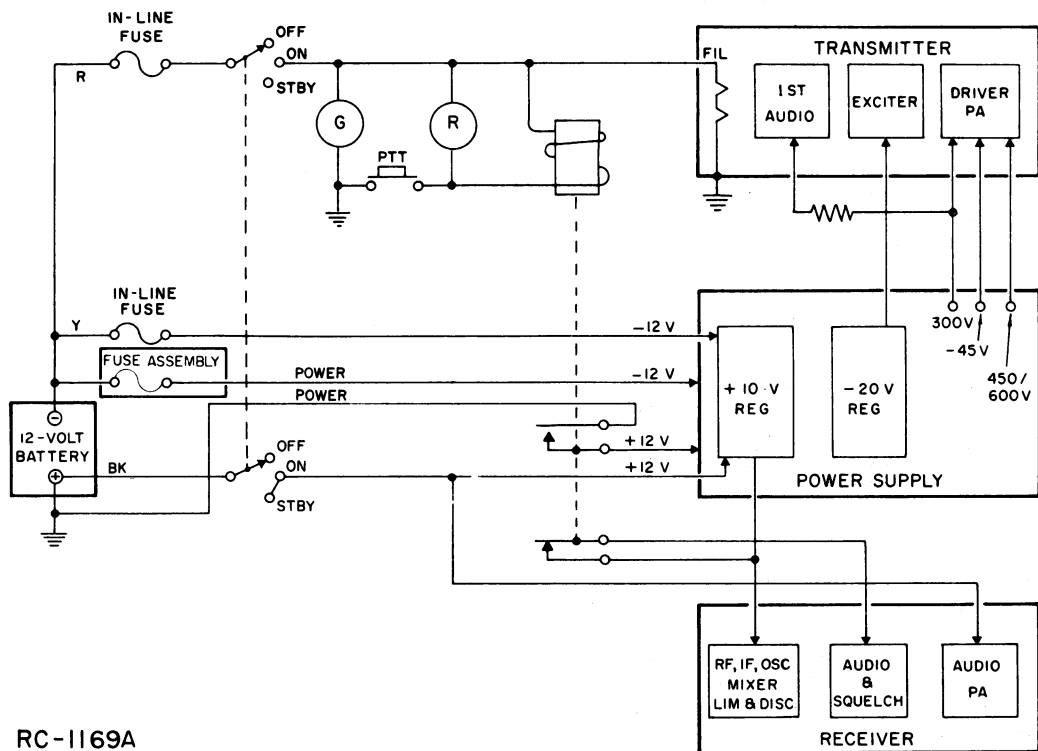 IN-LINE
FUSE
R
OFF
ON
STBY
G
R
PTT
FIL
TRANSMITTER
1ST
AUDIO
EXCITER
DRIVER
PA
IN-LINE
FUSE
Y
-12 V
FUSE ASSEMBLY
POWER
-12 V
POWER
+10 V
REG
-20 V
REG
300V
-45V
450/
600V
12-VOLT
BATTERY
BK
OFF
ON
STBY
+12 V
+12 V
POWER SUPPLY
RF, IF, OSC
MIXER
LIM & DISC
AUDIO
&
SQUELCH
AUDIO
PA
RECEIVER
RC-1169A